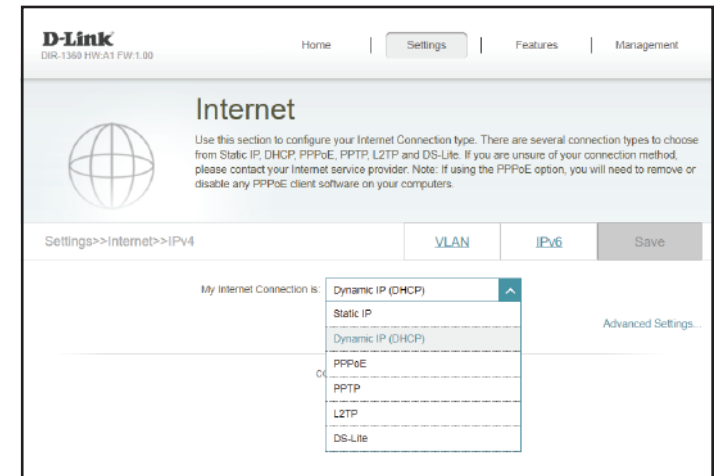 D-Link
DIR-1360 HW:A1 FW:1.00
Home | Settings | Features | Management
Internet
Use this section to configure your Internet Connection type. There are several connection types to choose
from Static IP, DHCP, PPPoE, PPTP, L2TP and DS-Lite. If you are unsure of your connection method,
please contact your Internet service provider. Note: If using the PPPoE option, you will need to remove or
disable any PPPoE client software on your computers.
Settings>>Internet>>IPv4 VLAN IPv6 Save
My Internet Connection is: Dynamic IP (DHCP)
Static IP
Advanced Settings...
Dynamic IP (DHCP)
PPPoE
PPTP
L2TP
DS-Lite